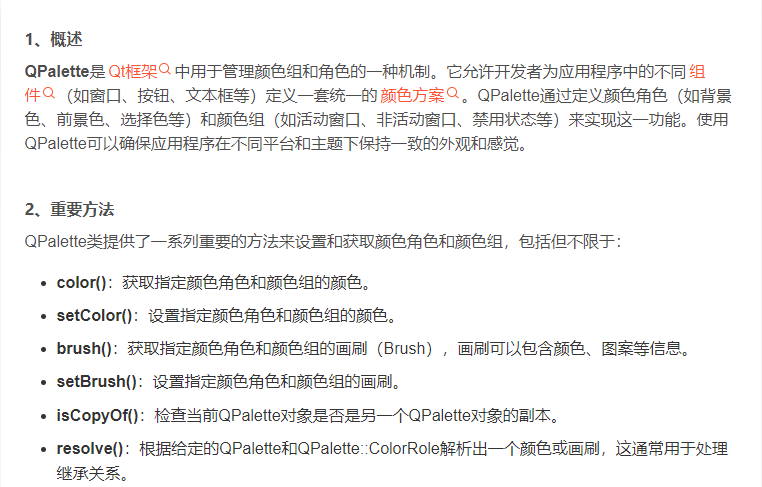 1、概述
QPalette是 Qt框架 中用于管理颜色组和角色的一种机制。它允许开发者为应用程序中的不同 组
件 （如窗口、按钮、文本框等）定义一套统一的 颜色方案 。QPalette通过定义颜色角色（如背景
色、前景色、选择色等）和颜色组（如活动窗口、非活动窗口、禁用状态等）来实现这一功能。使用
QPalette可以确保应用程序在不同平台和主题下保持一致的外观和感觉。
2、重要方法
QPalette类提供了一系列重要的方法来设置和获取颜色角色和颜色组，包括但不限于：
• color()：获取指定颜色角色和颜色组的颜色。
• setColor()：设置指定颜色角色和颜色组的颜色。
• brush()：获取指定颜色角色和颜色组的画刷（Brush），画刷可以包含颜色、图案等信息。
• setBrush()：设置指定颜色角色和颜色组的画刷。
• isCopyOf()：检查当前QPalette对象是否是另一个QPalette对象的副本。
• resolve()：根据给定的QPalette和QPalette::ColorRole解析出一个颜色或画刷，这通常用于处理
继承关系。